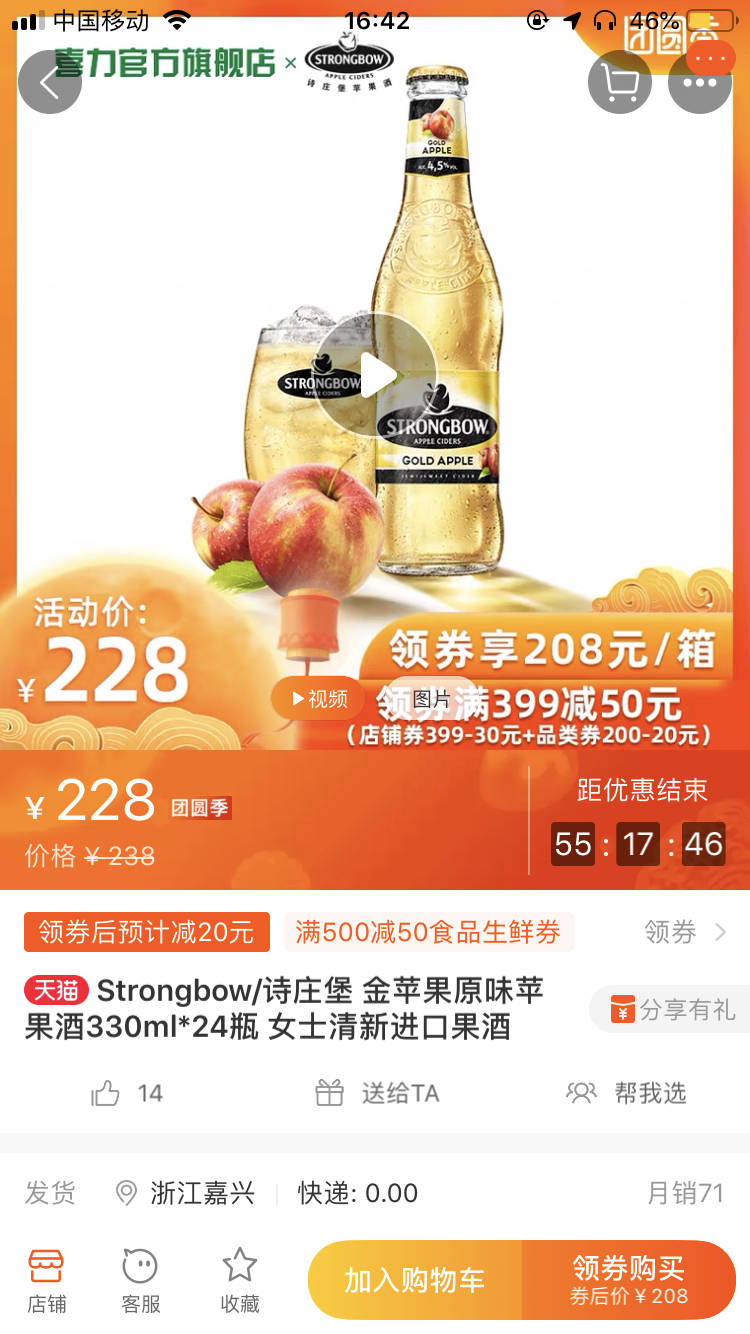 中国移动 16:42 46%
喜力官方旗舰店 × STRONGBOW
APPLE CIDERS
诗庄堡苹果酒
团圆季
GOLD
APPLE
4,5% VOL
STRONGBOW
APPLE CIDERS
STRONGBOW
APPLE CIDERS
GOLD APPLE
活动价:
¥228
领券享208元/箱
领券满399减50元
(店铺券399-30元+品类券200-20元)
视频
图片
¥228 团圆季
价格 ¥238
距优惠结束
55:17:46
领券后预计减20元 满500减50食品生鲜券 领券
天猫 Strongbow/诗庄堡 金苹果原味苹
果酒330ml*24瓶 女士清新进口果酒
分享有礼
14 送给TA 帮我选
发货 浙江嘉兴 快递: 0.00 月销71
店铺 客服 收藏
加入购物车
领券购买
券后价¥208